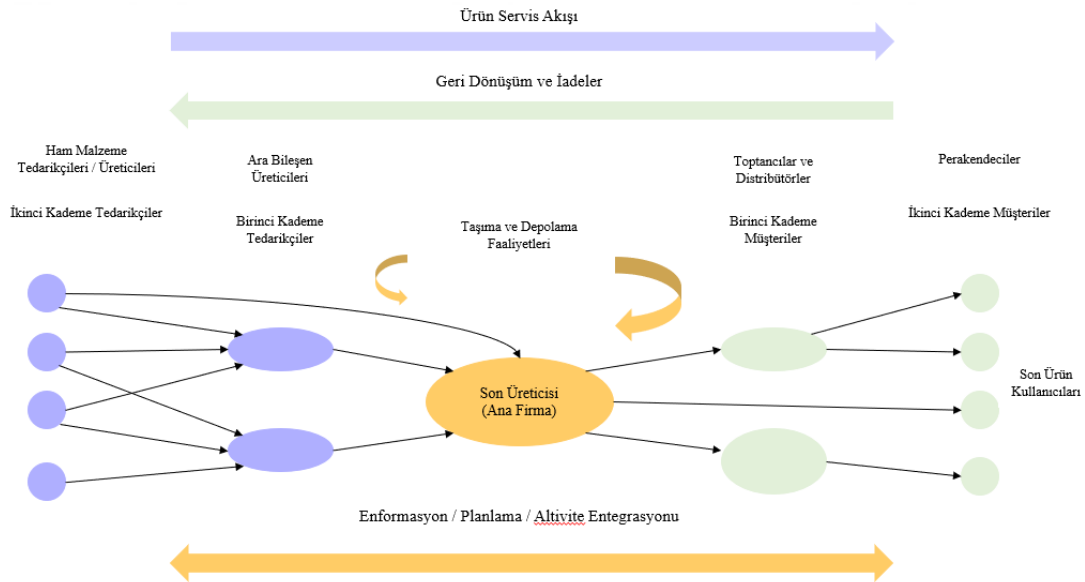 Ürün Servis Akışı
Geri Dönüşüm ve İadeler
Ham Malzeme
Tedarikçileri / Üreticileri
İkinci Kademe Tedarikçiler
Ara Bileşen
Üreticileri
Birinci Kademe
Tedarikçiler
Taşıma ve Depolama
Faaliyetleri
Toptancılar ve
Distribütörler
Birinci Kademe
Müşteriler
Perakendeciler
İkinci Kademe Müşteriler
Son Üreticisi
(Ana Firma)
Son Ürün
Kullanıcıları
Enformasyon / Planlama / Altivite Entegrasyonu